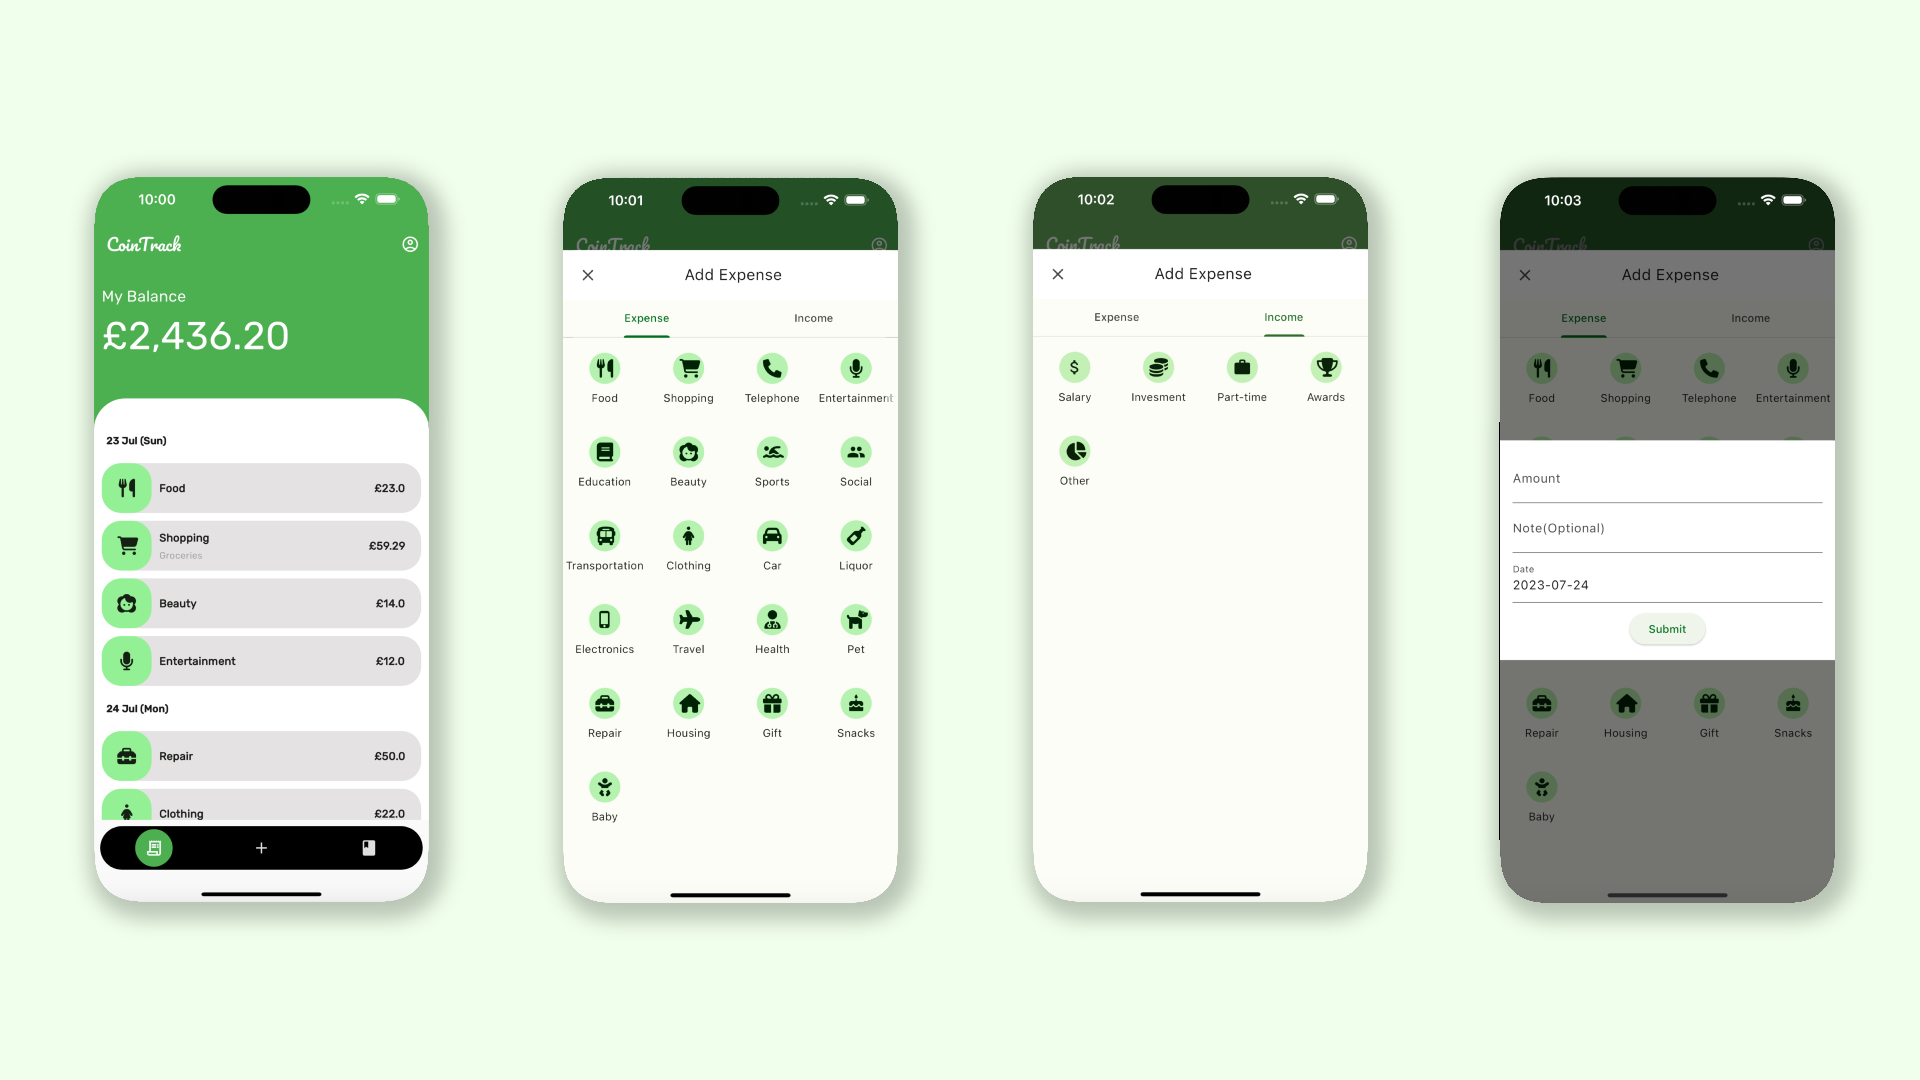 10:00
CoinTrack
My Balance
£2,436.20
23 Jul (Sun)
Food £23.0
Shopping
Groceries
£59.29
Beauty £14.0
Entertainment £12.0
24 Jul (Mon)
Repair £50.0
Clothing £22.0
10:01
CoinTrack
Add Expense
Expense Income
Food Shopping Telephone Entertainment
Education Beauty Sports Social
Transportation Clothing Car Liquor
Electronics Travel Health Pet
Repair Housing Gift Snacks
Baby
10:02
CoinTrack
Add Expense
Expense Income
$
Salary Invesment Part-time Awards
Other
10:03
CoinTrack
Add Expense
Expense Income
Food Shopping Telephone Entertainment
Amount
Note(Optional)
Date
2023-07-24
Submit
Repair Housing Gift Snacks
Baby